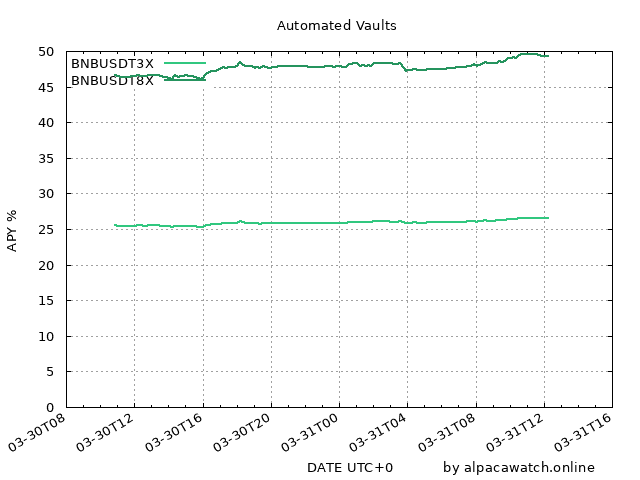 Automated Vaults
BNBUSDT3X
BNBUSDT8X
50
45
40
35
30
25
20
15
10
5
0
APY %
03-30T08
03-30T12
03-30T16
03-30T20
03-31T00
03-31T04
03-31T08
03-31T12
03-31T16
DATE UTC+0
by alpacawatch.online